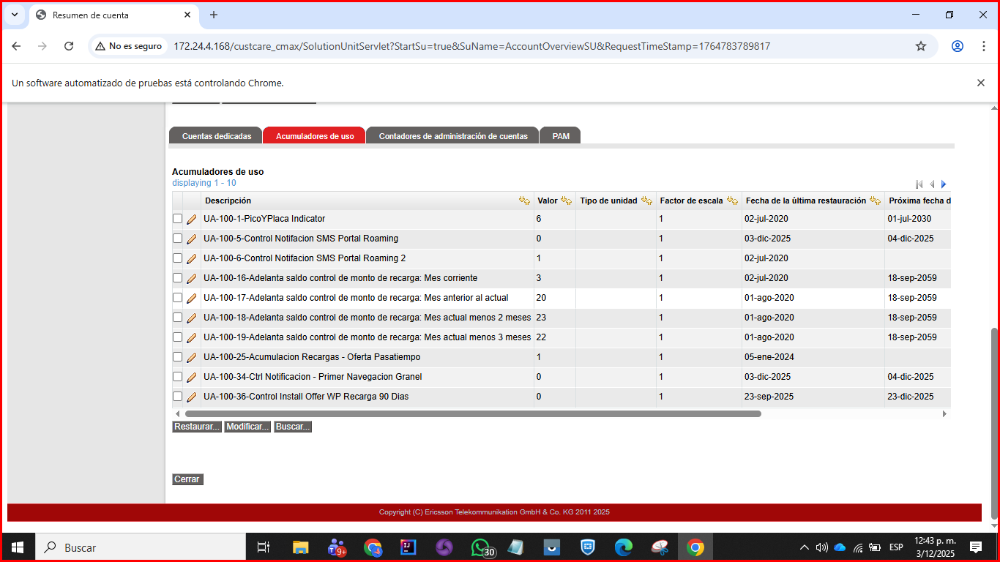 Resumen de cuenta
No es seguro 172.24.4.168/custcare_cmax/SolutionUnitServlet?StartSu=true&SuName=AccountOverviewSU&RequestTimeStamp=1764783789817
Un software automatizado de pruebas está controlando Chrome.
Cuentas dedicadas Acumuladores de uso Contadores de administración de cuentas PAM
Acumuladores de uso
displaying 1 - 10
Descripción Valor Tipo de unidad Factor de escala Fecha de la última restauración Próxima fecha d
UA-100-1-PicoYPlaca Indicator 6 1 02-jul-2020 01-jul-2030
UA-100-5-Control Notifacion SMS Portal Roaming 0 1 03-dic-2025 04-dic-2025
UA-100-6-Control Notifacion SMS Portal Roaming 2 1 1 02-jul-2020
UA-100-16-Adelanta saldo control de monto de recarga: Mes corriente 3 1 02-jul-2020 18-sep-2059
UA-100-17-Adelanta saldo control de monto de recarga: Mes anterior al actual 20 1 01-ago-2020 18-sep-2059
UA-100-18-Adelanta saldo control de monto de recarga: Mes actual menos 2 meses 23 1 01-ago-2020 18-sep-2059
UA-100-19-Adelanta saldo control de monto de recarga: Mes actual menos 3 meses 22 1 01-ago-2020 18-sep-2059
UA-100-25-Acumulacion Recargas - Oferta Pasatiempo 1 1 05-ene-2024
UA-100-34-Ctrl Notificacion - Primer Navegacion Granel 0 1 03-dic-2025 04-dic-2025
UA-100-36-Control Install Offer WP Recarga 90 Dias 0 1 23-sep-2025 23-dic-2025
Restaurar... Modificar... Buscar...
Cerrar
Copyright (C) Ericsson Telekommunikation GmbH & Co. KG 2011 2025
Buscar 9+ IJ 30 ESP 12:43 p. m.
3/12/2025